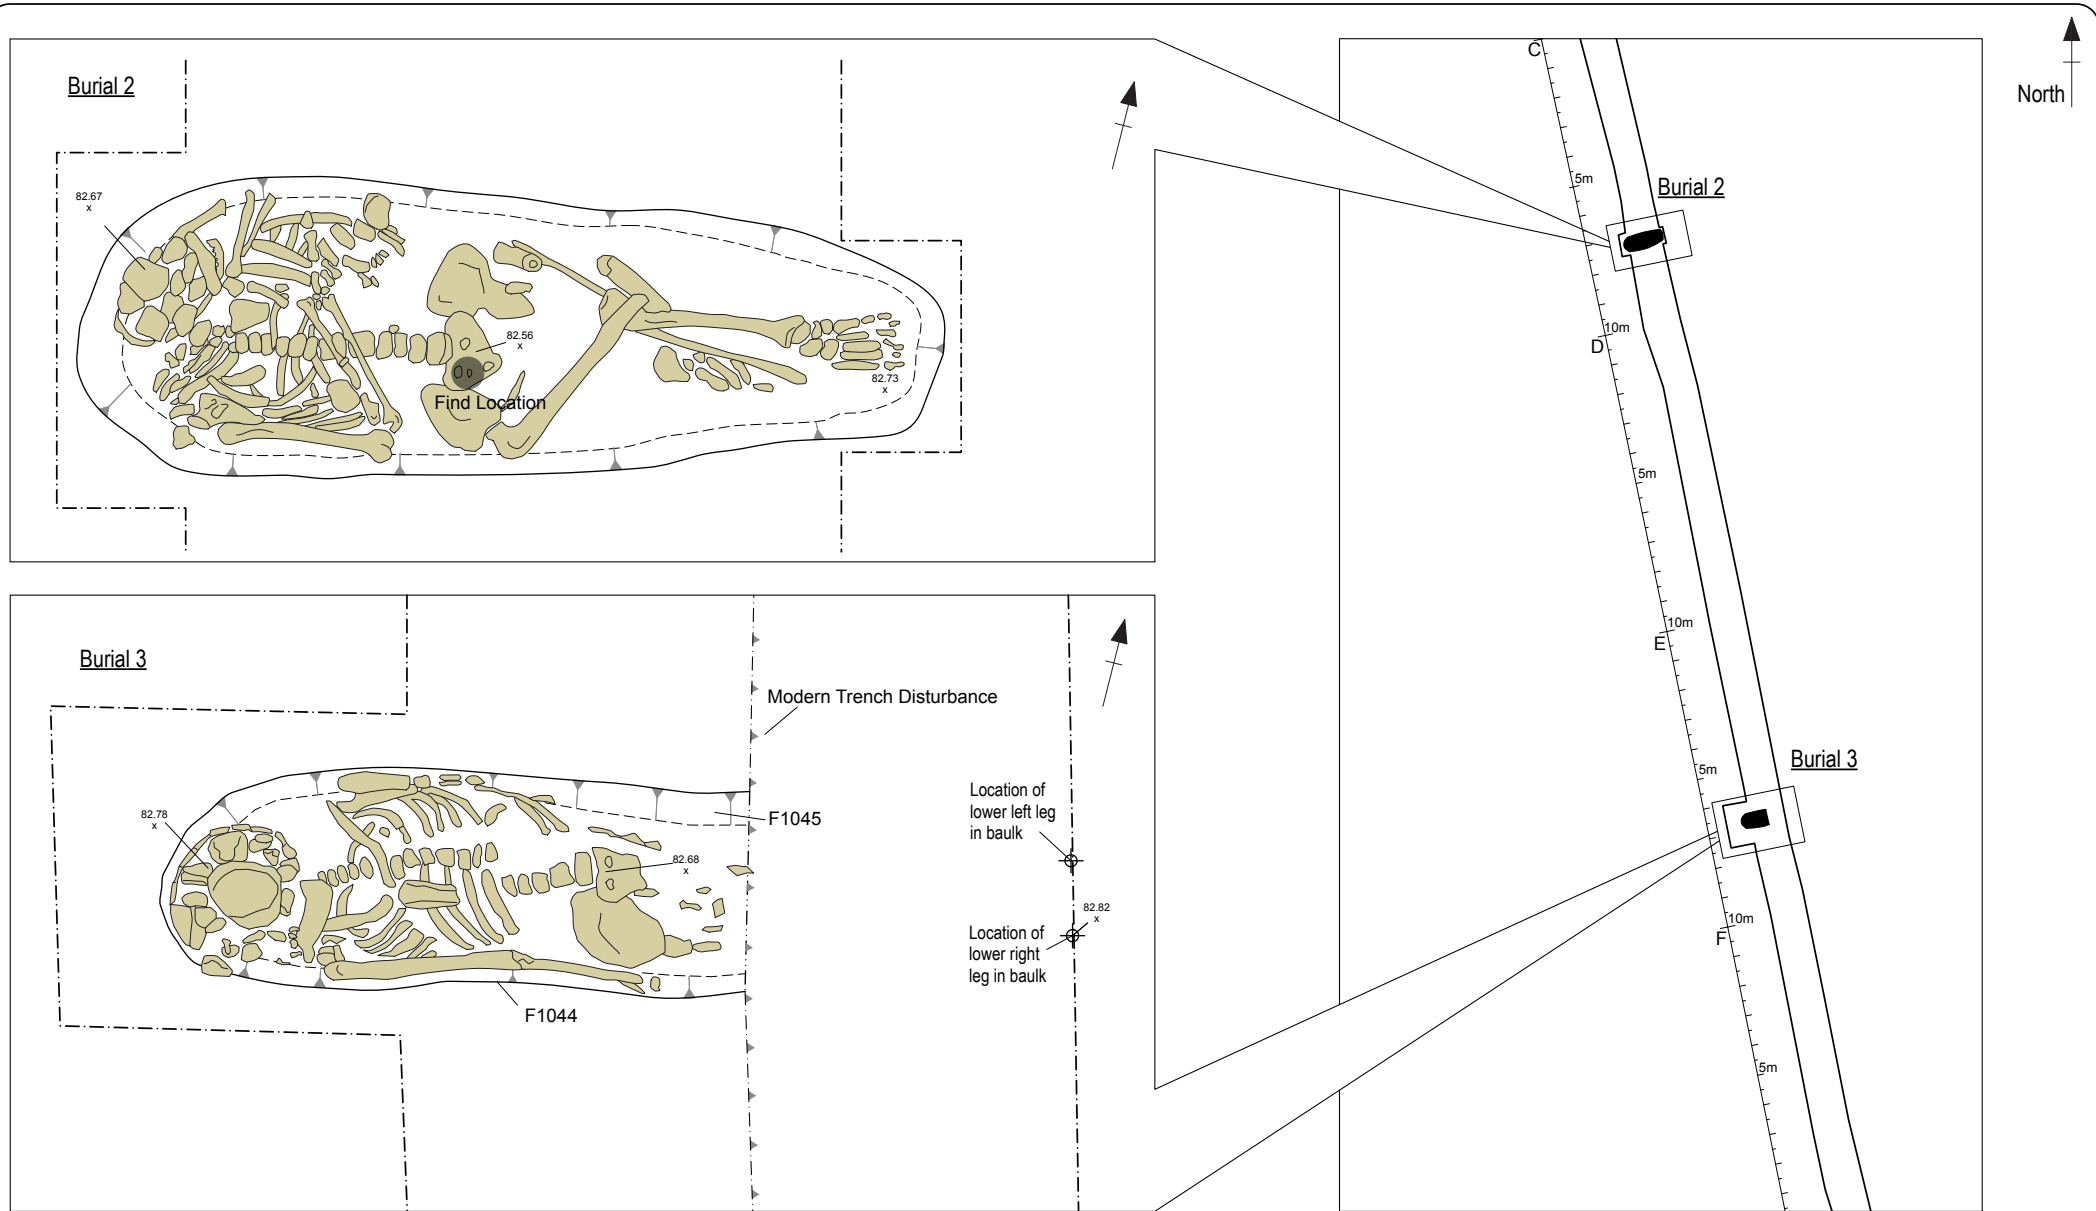 Burial 2
82.67
x
82.56
x
Find Location
82.73
x
Burial 3
Modern Trench Disturbance
82.78
x
F1045
82.68
x
F1044
Location of
lower left leg
in baulk
82.82
x
Location of
lower right
leg in baulk
North
C
5m
Burial 2
10m
D
5m
10m
E
5m
Burial 3
10m
F
5m